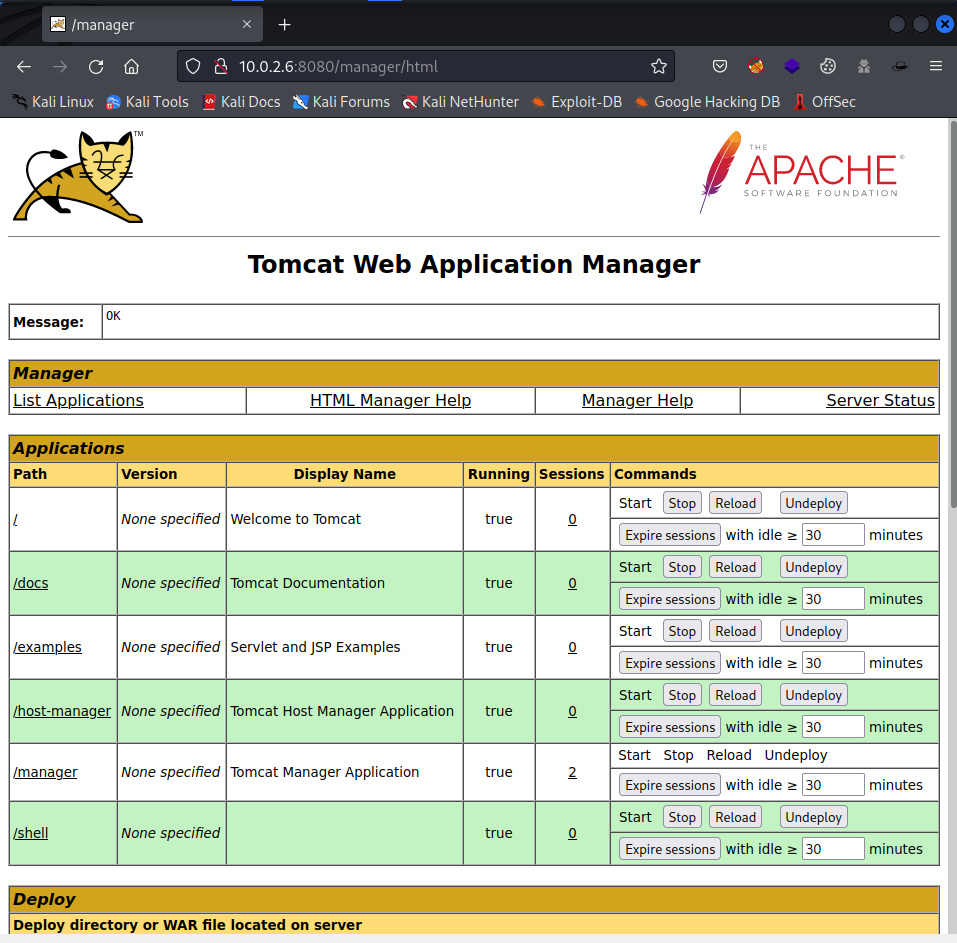 /manager
10.0.2.6:8080/manager/html
Kali Linux Kali Tools Kali Docs Kali Forums Kali NetHunter Exploit-DB Google Hacking DB OffSec
TM
THE
APACHE®
SOFTWARE FOUNDATION
Tomcat Web Application Manager
Message: OK
Manager
List Applications HTML Manager Help Manager Help Server Status
Applications
Path Version Display Name Running Sessions Commands
/ None specified Welcome to Tomcat true 0 Start Stop Reload Undeploy
Expire sessions with idle ≥ 30 minutes
/docs None specified Tomcat Documentation true 0 Start Stop Reload Undeploy
Expire sessions with idle ≥ 30 minutes
/examples None specified Servlet and JSP Examples true 0 Start Stop Reload Undeploy
Expire sessions with idle ≥ 30 minutes
/host-manager None specified Tomcat Host Manager Application true 0 Start Stop Reload Undeploy
Expire sessions with idle ≥ 30 minutes
/manager None specified Tomcat Manager Application true 2 Start Stop Reload Undeploy
Expire sessions with idle ≥ 30 minutes
/shell None specified true 0 Start Stop Reload Undeploy
Expire sessions with idle ≥ 30 minutes
Deploy
Deploy directory or WAR file located on server